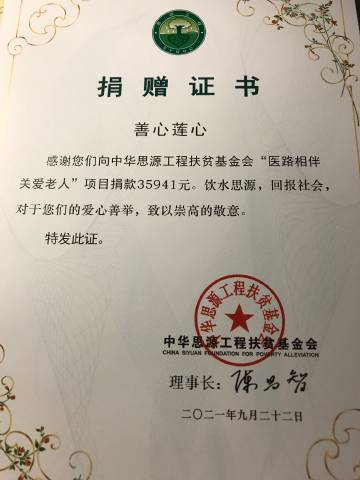 捐赠证书
善心莲心
感谢您们向中华思源工程扶贫基金会“医路相伴
关爱老人”项目捐款35941元。饮水思源，回报社会，
对于您们的爱心善举，致以崇高的敬意。
特发此证。
中华思源工程扶贫基金会
中华思源工程扶贫基金会
CHINA SIYUAN FOUNDATION FOR POVERTY ALLEVIATION
理事长：
二〇二一年九月二十二日